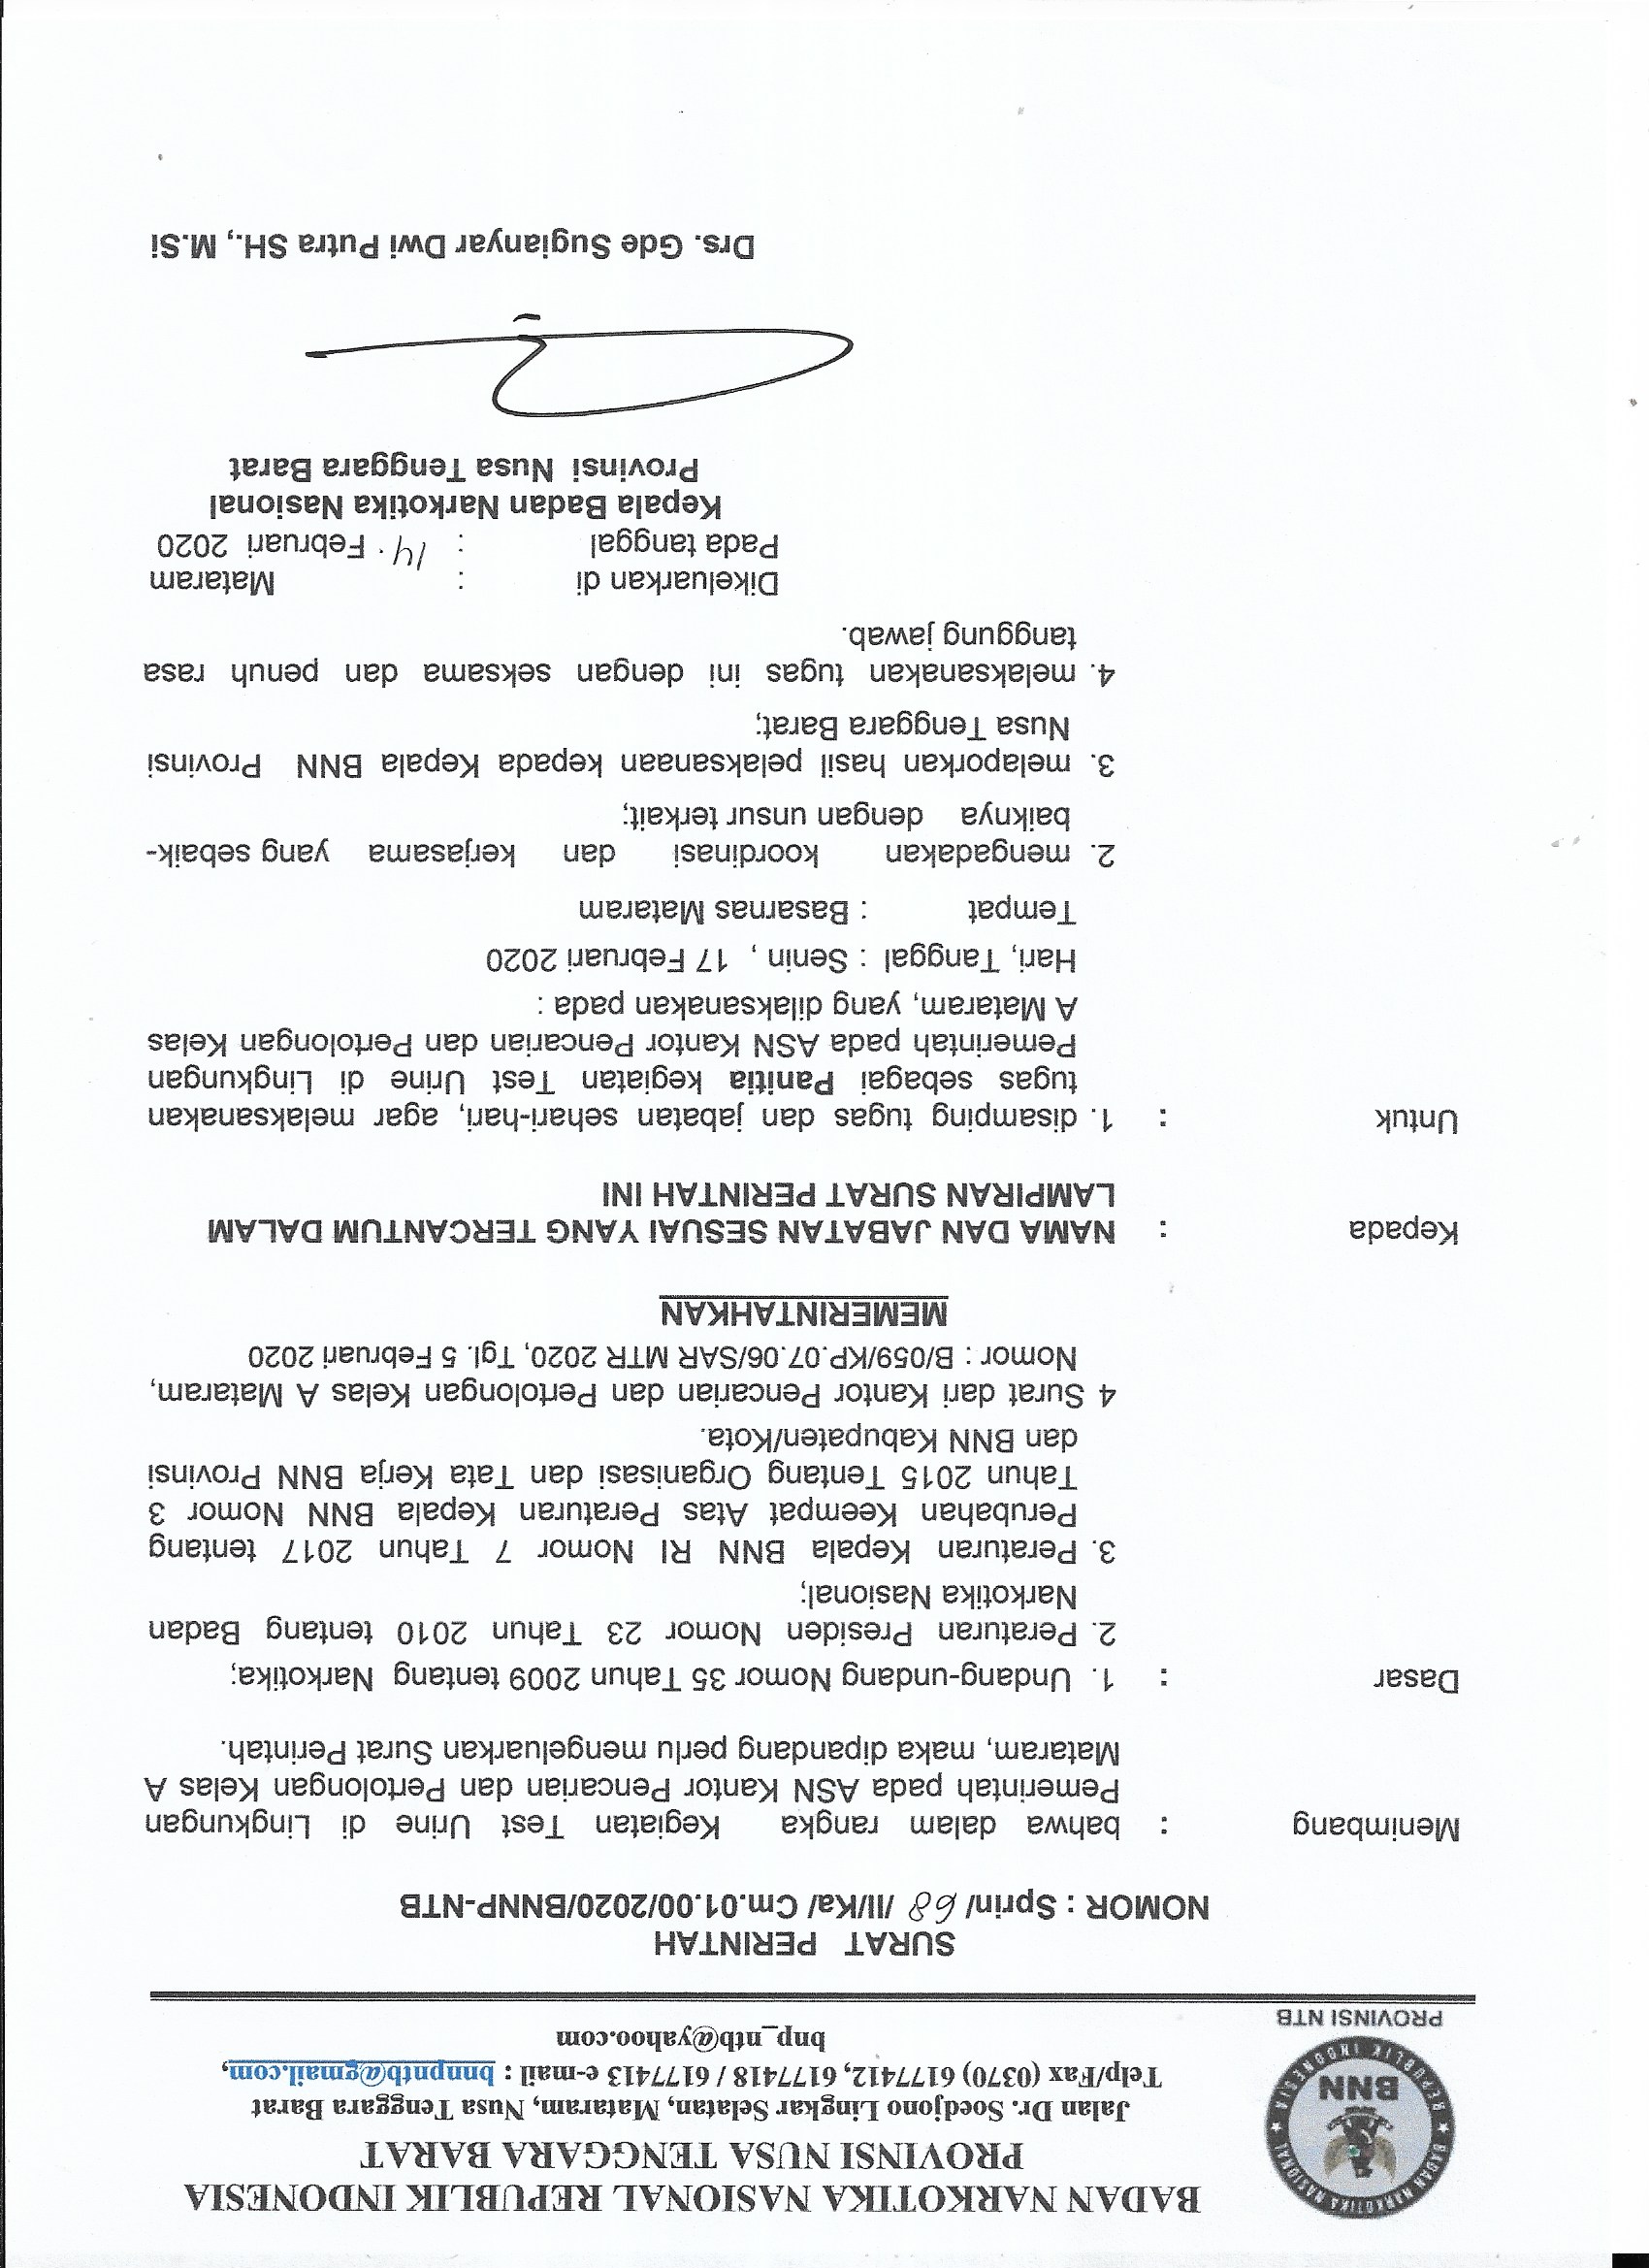 BADAN NARKOTIKA NASIONAL REPUBLIK INDONESIA
PROVINSI NUSA TENGGARA BARAT
Jalan Dr. Soedjono Lingkar Selatan, Mataram, Nusa Tenggara Barat
Telp/Fax (0370) 6177412, 6177418 / 6177413 e-mail : bnnpntb@gmail.com,
bnp_ntb@yahoo.com
BADAN NARKOTIKA NASIONAL
BNN
REPUBLIK INDONESIA
PROVINSI NTB
SURAT PERINTAH
NOMOR : Sprin/ 68 /II/Ka/ Cm.01.00/2020/BNNP-NTB
Menimbang : bahwa dalam rangka Kegiatan Test Urine di Lingkungan
Pemerintah pada ASN Kantor Pencarian dan Pertolongan Kelas A
Mataram, maka dipandang perlu mengeluarkan Surat Perintah.
Dasar : 1. Undang-undang Nomor 35 Tahun 2009 tentang Narkotika;
2. Peraturan Presiden Nomor 23 Tahun 2010 tentang Badan
Narkotika Nasional;
3. Peraturan Kepala BNN RI Nomor 7 Tahun 2017 tentang
Perubahan Keempat Atas Peraturan Kepala BNN Nomor 3
Tahun 2015 Tentang Organisasi dan Tata Kerja BNN Provinsi
dan BNN Kabupaten/Kota.
4 Surat dari Kantor Pencarian dan Pertolongan Kelas A Mataram,
Nomor : B/059/KP.07.06/SAR MTR 2020, Tgl. 5 Februari 2020
MEMERINTAHKAN
Kepada : NAMA DAN JABATAN SESUAI YANG TERCANTUM DALAM
LAMPIRAN SURAT PERINTAH INI
Untuk : 1. disamping tugas dan jabatan sehari-hari, agar melaksanakan
tugas sebagai Panitia kegiatan Test Urine di Lingkungan
Pemerintah pada ASN Kantor Pencarian dan Pertolongan Kelas
A Mataram, yang dilaksanakan pada :
Hari, Tanggal : Senin , 17 Februari 2020
Tempat : Basarnas Mataram
2. mengadakan koordinasi dan kerjasama yang sebaik-
baiknya dengan unsur terkait;
3. melaporkan hasil pelaksanaan kepada Kepala BNN Provinsi
Nusa Tenggara Barat;
4. melaksanakan tugas ini dengan seksama dan penuh rasa
tanggung jawab.
Dikeluarkan di : Mataram
Pada tanggal : 14. Februari 2020
Kepala Badan Narkotika Nasional
Provinsi Nusa Tenggara Barat
Drs. Gde Sugianyar Dwi Putra SH., M.Si